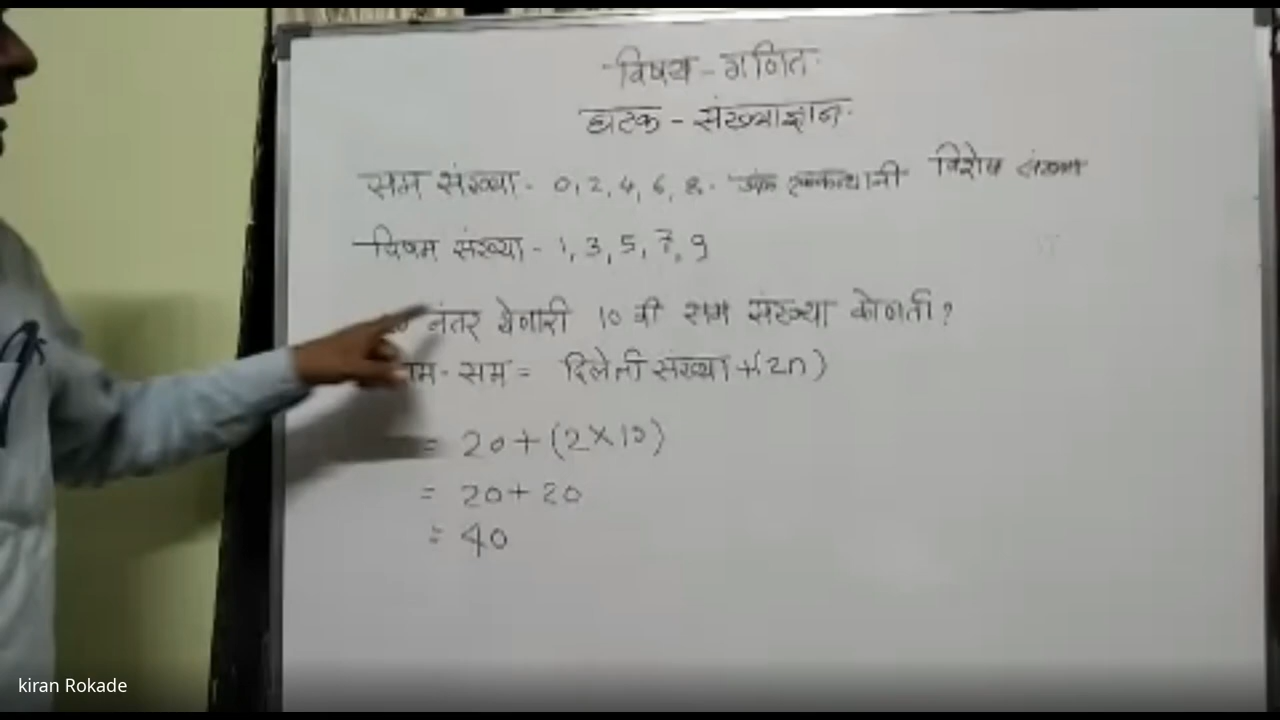 विषय - गणित
घटक - संख्याज्ञान
सम संख्या - 0, 2, 4, 6, 8.
विषम संख्या - 1, 3, 5, 7, 9
नंतर येणारी 10 वी सम संख्या कोणती?
सम = दिलेली संख्या + (2n)
= 20 + (2×10)
= 20 + 20
= 40
kiran Rokade